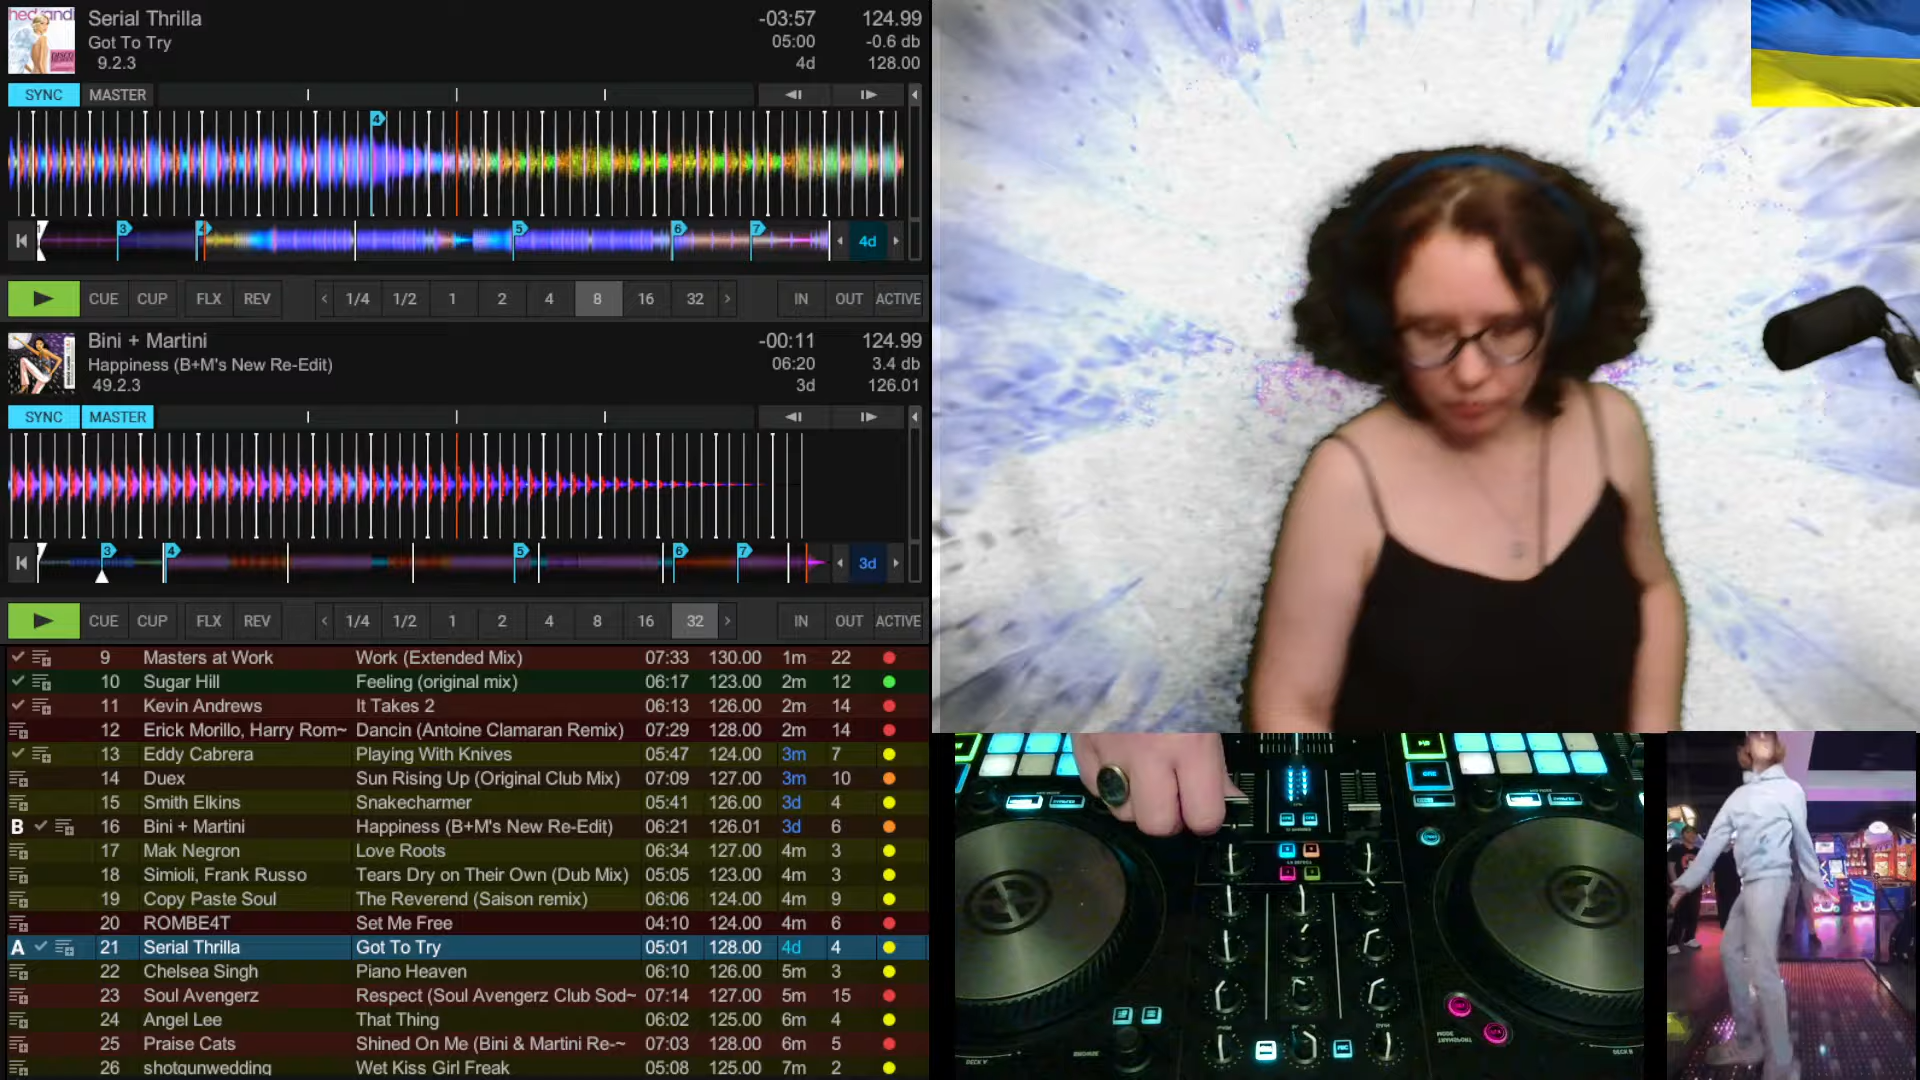 Serial Thrilla -03:57 124.99
Got To Try 05:00 -0.6 db
9.2.3 4d 128.00
SYNC MASTER
4
3 4 5 6 7 4d
CUE CUP FLX REV 1/4 1/2 1 2 4 8 16 32 IN OUT ACTIVE
Bini + Martini -00:11 124.99
Happiness (B+M's New Re-Edit) 06:20 3.4 db
49.2.3 3d 126.01
SYNC MASTER
3 4 5 6 7 3d
CUE CUP FLX REV 1/4 1/2 1 2 4 8 16 32 IN OUT ACTIVE
9 Masters at Work Work (Extended Mix) 07:33 130.00 1m 22
10 Sugar Hill Feeling (original mix) 06:17 123.00 2m 12
11 Kevin Andrews It Takes 2 06:13 126.00 2m 14
12 Erick Morillo, Harry Rom~ Dancin (Antoine Clamaran Remix) 07:29 128.00 2m 14
13 Eddy Cabrera Playing With Knives 05:47 124.00 3m 7
14 Duex Sun Rising Up (Original Club Mix) 07:09 127.00 3m 10
15 Smith Elkins Snakecharmer 05:41 126.00 3d 4
B 16 Bini + Martini Happiness (B+M's New Re-Edit) 06:21 126.01 3d 6
17 Mak Negron Love Roots 06:34 127.00 4m 3
18 Simioli, Frank Russo Tears Dry on Their Own (Dub Mix) 05:05 123.00 4m 3
19 Copy Paste Soul The Reverend (Saison remix) 06:06 124.00 4m 9
20 ROMBE4T Set Me Free 04:10 124.00 4m 6
A 21 Serial Thrilla Got To Try 05:01 128.00 4d 4
22 Chelsea Singh Piano Heaven 06:10 126.00 5m 3
23 Soul Avengerz Respect (Soul Avengerz Club Sod~ 07:14 127.00 5m 15
24 Angel Lee That Thing 06:02 125.00 6m 4
25 Praise Cats Shined On Me (Bini & Martini Re-~ 07:03 128.00 6m 5
26 shotgunwedding Wet Kiss Girl Freak 05:08 125.00 7m 2